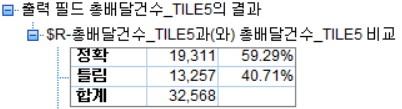 출력 필드 총배달건수_TILE5의 결과
$R-총배달건수_TILE5과(와) 총배달건수_TILE5 비교
정확 19,311 59.29%
틀림 13,257 40.71%
합계 32,568